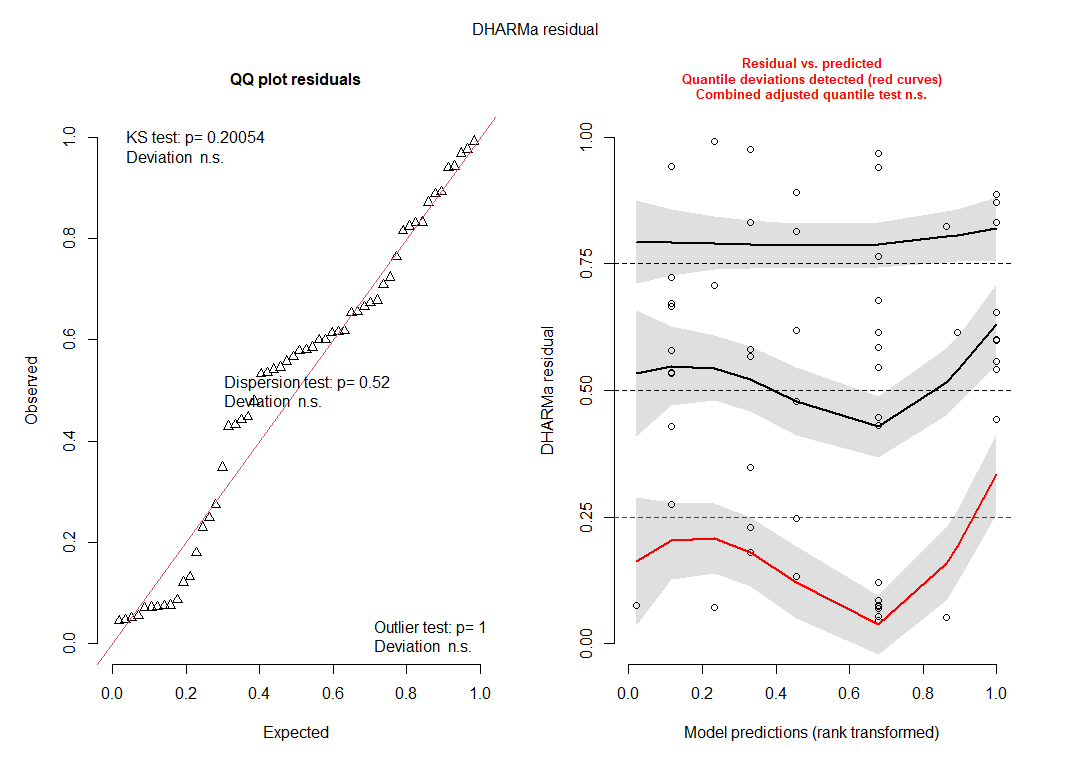 DHARMa residual
QQ plot residuals
KS test: p= 0.20054
Deviation n.s.
Dispersion test: p= 0.52
Deviation n.s.
Outlier test: p= 1
Deviation n.s.
Observed
0.0
0.2
0.4
0.6
0.8
1.0
0.0
0.2
0.4
0.6
0.8
1.0
Expected
Residual vs. predicted
Quantile deviations detected (red curves)
Combined adjusted quantile test n.s.
DHARMa residual
0.00
0.25
0.50
0.75
1.00
0.0
0.2
0.4
0.6
0.8
1.0
Model predictions (rank transformed)